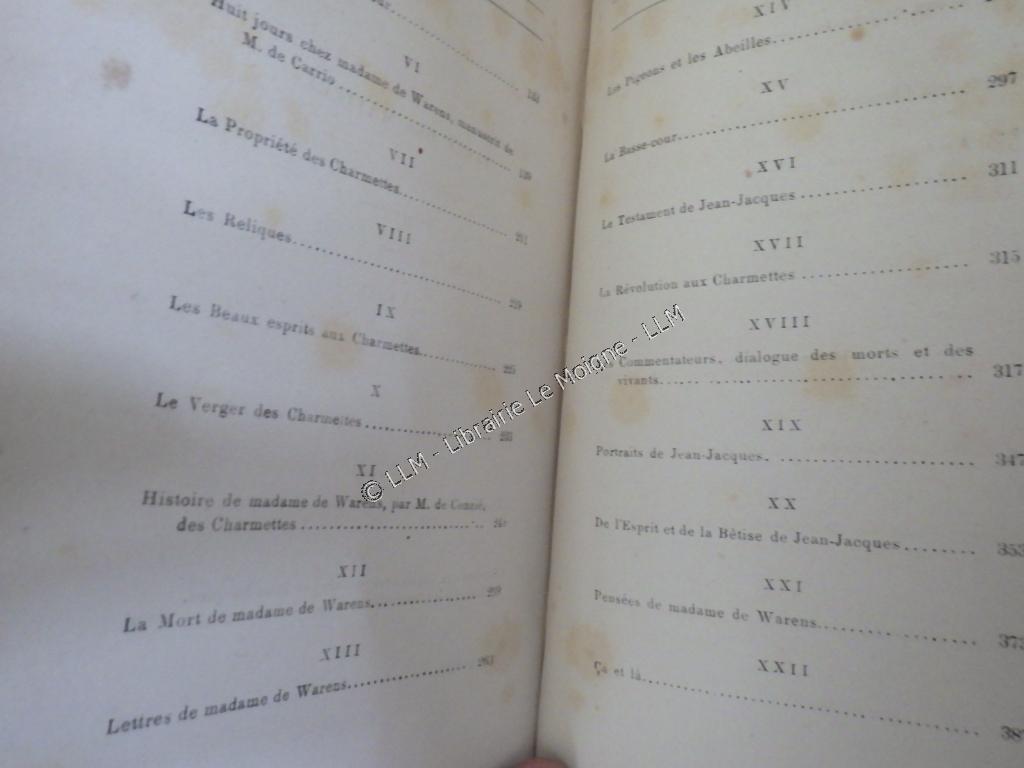 VI
Huit jours chez madame de Warens, manuscrit de
M. de Carrio
VII
La Propriété des Charmettes
VIII
Les Reliques
IX
Les Beaux esprits aux Charmettes
X
Le Verger des Charmettes
XI
Histoire de madame de Warens, par M. de Conzié,
des Charmettes
XII
La Mort de madame de Warens
XIII
Lettres de madame de Warens
XIV
Les Pigeons et les Abeilles
XV 297
La Basse-cour
XVI 311
Le Testament de Jean-Jacques
XVII
La Révolution aux Charmettes 315
XVIII
Commentateurs, dialogue des morts et des
vivants 317
XIX
Portraits de Jean-Jacques 347
XX
De l'Esprit et de la Bêtise de Jean-Jacques 353
XXI
Pensées de madame de Warens 373
XXII
Ça et là
© LLM - Librairie Le Moigne - LLM